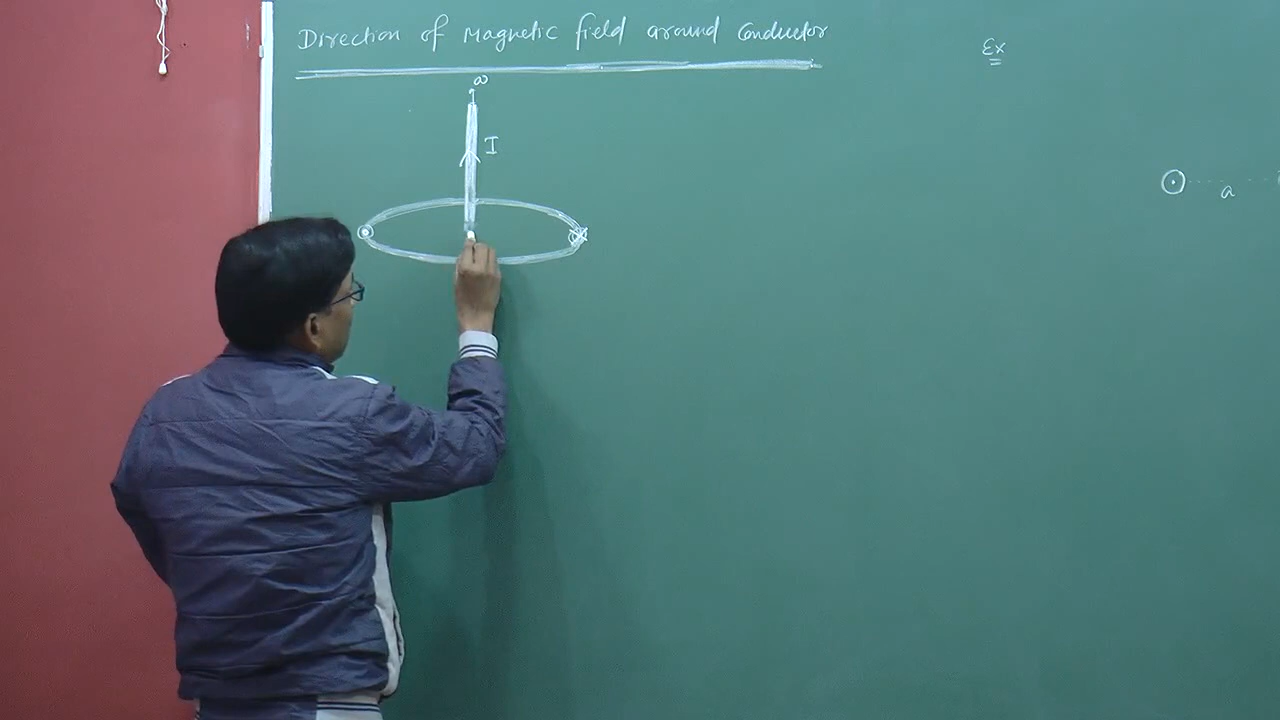 Direction of Magnetic field around Conductor
Ex
∞
I
a